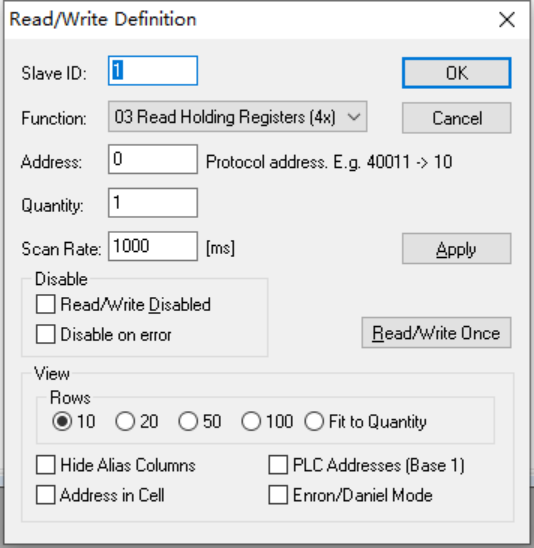 Read/Write Definition
Slave ID: 1 OK
Function: 03 Read Holding Registers (4x) Cancel
Address: 0 Protocol address. E.g. 40011 -> 10
Quantity: 1
Scan Rate: 1000 [ms] Apply
Disable
Read/Write Disabled
Disable on error Read/Write Once
View
Rows
10 20 50 100 Fit to Quantity
Hide Alias Columns PLC Addresses (Base 1)
Address in Cell Enron/Daniel Mode